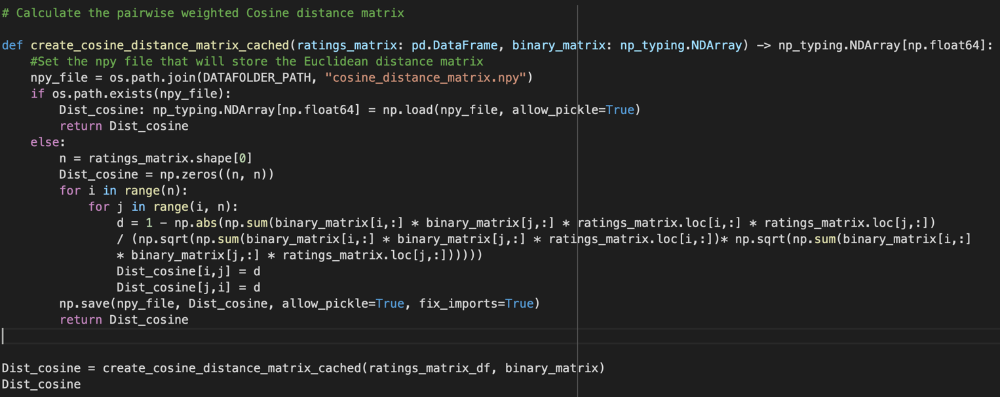 # Calculate the pairwise weighted Cosine distance matrix
def create_cosine_distance_matrix_cached(ratings_matrix: pd.DataFrame, binary_matrix: np_typing.NDArray) -> np_typing.NDArray[np.float64]:
    #Set the npy file that will store the Euclidean distance matrix
    npy_file = os.path.join(DATAFOLDER_PATH, "cosine_distance_matrix.npy")
    if os.path.exists(npy_file):
        Dist_cosine: np_typing.NDArray[np.float64] = np.load(npy_file, allow_pickle=True)
        return Dist_cosine
    else:
        n = ratings_matrix.shape[0]
        Dist_cosine = np.zeros((n, n))
        for i in range(n):
            for j in range(i, n):
                d = 1 - np.abs(np.sum(binary_matrix[i,:] * binary_matrix[j,:] * ratings_matrix.loc[i,:] * ratings_matrix.loc[j,:])
                / (np.sqrt(np.sum(binary_matrix[i,:] * binary_matrix[j,:] * ratings_matrix.loc[i,:])* np.sqrt(np.sum(binary_matrix[i,:]
                * binary_matrix[j,:] * ratings_matrix.loc[j,:])))))
                Dist_cosine[i,j] = d
                Dist_cosine[j,i] = d
        np.save(npy_file, Dist_cosine, allow_pickle=True, fix_imports=True)
        return Dist_cosine
Dist_cosine = create_cosine_distance_matrix_cached(ratings_matrix_df, binary_matrix)
Dist_cosine